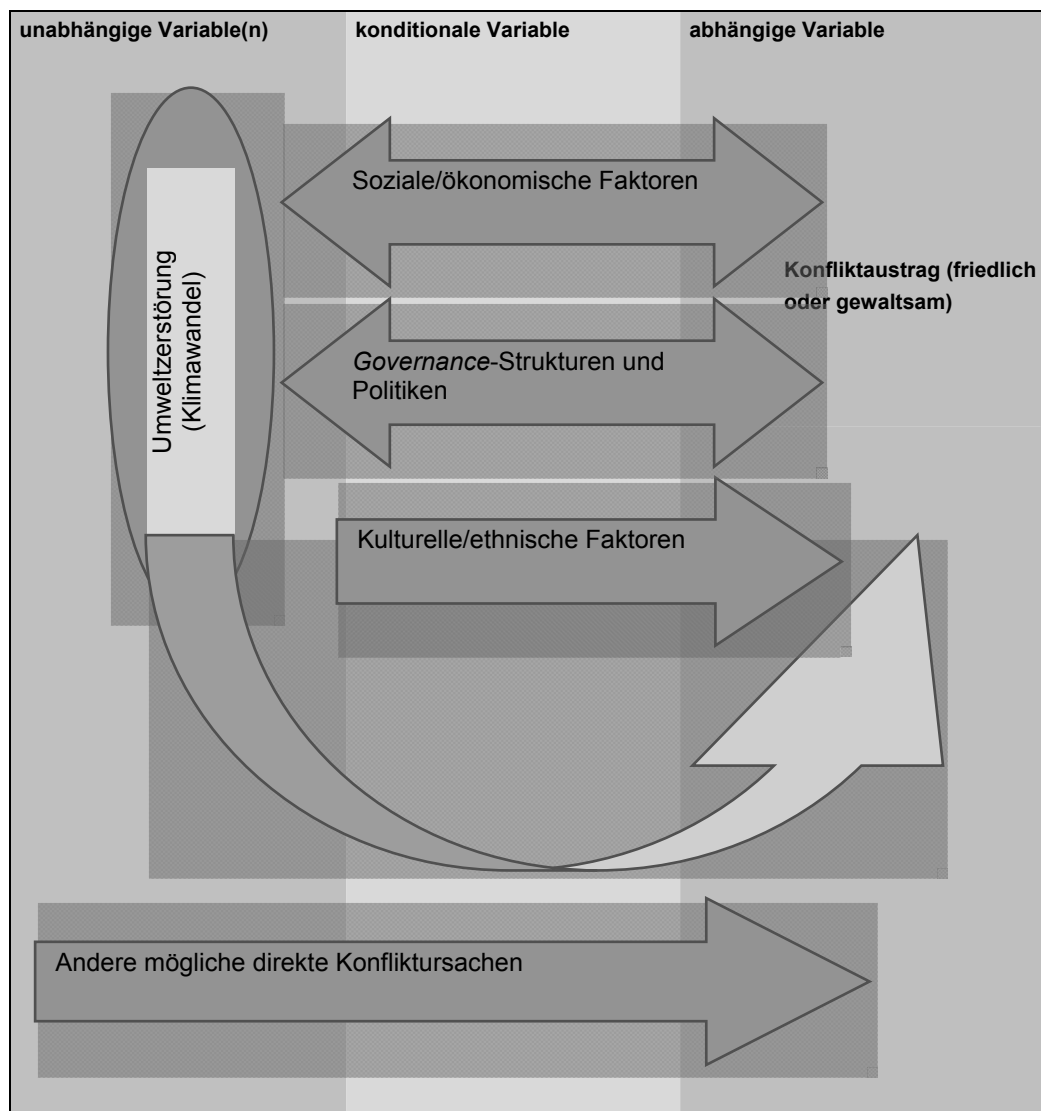 unabhängige Variable(n)
konditionale Variable
abhängige Variable
Soziale/ökonomische Faktoren
Umweltzerstörung
(Klimawandel)
Konfliktaustrag (friedlich
oder gewaltsam)
Governance-Strukturen und
Politiken
Kulturelle/ethnische Faktoren
Andere mögliche direkte Konfliktursachen